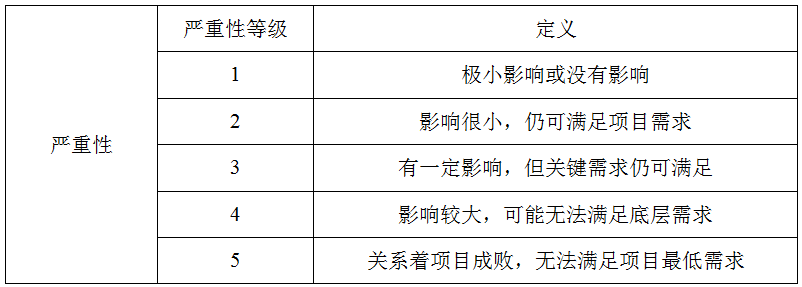 严重性等级 定义
1 极小影响或没有影响
2 影响很小，仍可满足项目需求
严重性 3 有一定影响，但关键需求仍可满足
4 影响较大，可能无法满足底层需求
5 关系着项目成败，无法满足项目最低需求